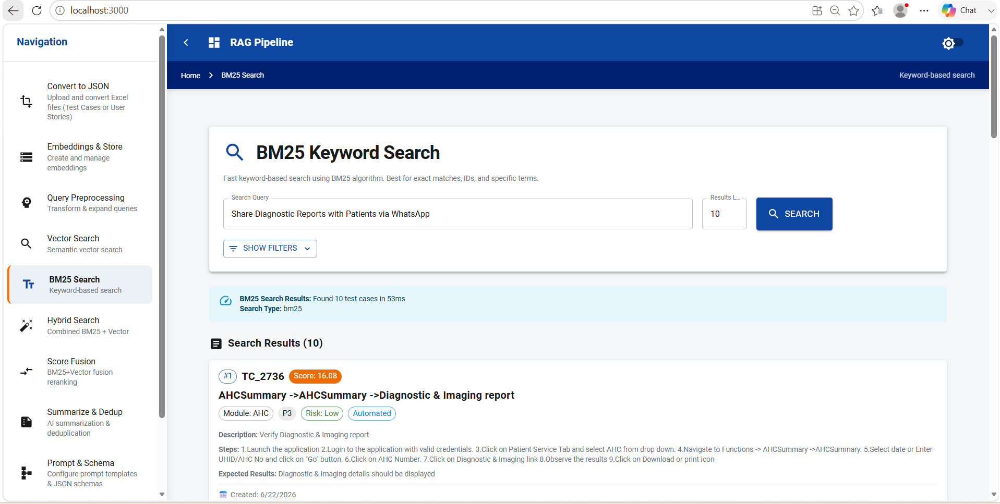 localhost:3000
Chat
Navigation
RAG Pipeline
Home
BM25 Search
Keyword-based search
Convert to JSON
Upload and convert Excel
files (Test Cases or User
Stories)
Embeddings & Store
Create and manage
embeddings
Query Preprocessing
Transform & expand queries
Vector Search
Semantic vector search
BM25 Search
Keyword-based search
Hybrid Search
Combined BM25 + Vector
Score Fusion
BM25+Vector fusion
reranking
Summarize & Dedup
AI summarization &
deduplication
Prompt & Schema
Configure prompt templates
& JSON schemas
BM25 Keyword Search
Fast keyword-based search using BM25 algorithm. Best for exact matches, IDs, and specific terms.
Search Query
Share Diagnostic Reports with Patients via WhatsApp
Results L...
10
SEARCH
SHOW FILTERS
BM25 Search Results: Found 10 test cases in 53ms
Search Type: bm25
Search Results (10)
#1 TC_2736 Score: 16.08
AHCSummary ->AHCSummary ->Diagnostic & Imaging report
Module: AHC P3 Risk: Low Automated
Description: Verify Diagnostic & Imaging report
Steps: 1.Launch the application 2.Login to the application with valid credentials. 3.Click on Patient Service Tab and select AHC from drop down. 4.Navigate to Functions -> AHCSummary ->AHCSummary. 5.Select date or Enter
UHID/AHC No and click on "Go" button. 6.Click on AHC Number. 7.Click on Diagnostic & Imaging link 8.Observe the results 9.Click on Download or print icon
Expected Results: Diagnostic & Imaging details should be displayed
Created: 6/22/2026